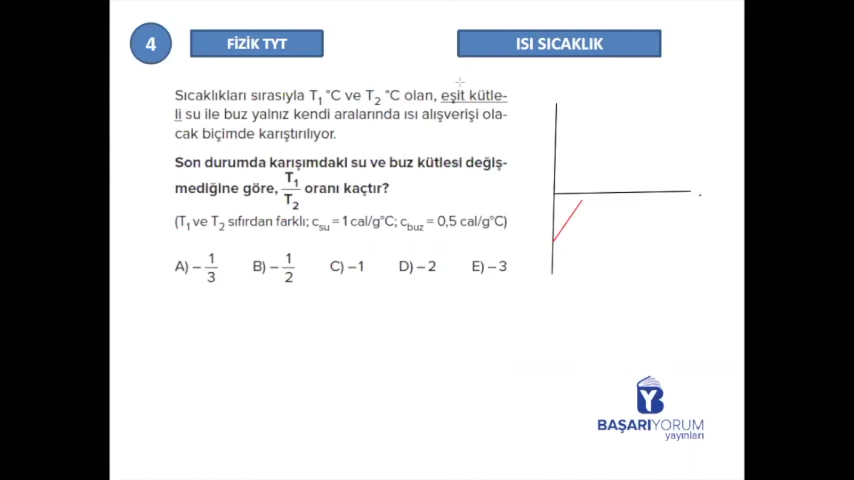 4
FİZİK TYT
ISI SICAKLIK
Sıcaklıkları sırasıyla T₁ °C ve T₂ °C olan, eşit kütle-
li su ile buz yalnız kendi aralarında ısı alışverişi ola-
cak biçimde karıştırılıyor.
Son durumda karışımdaki su ve buz kütlesi değiş-
mediğine göre, T₁/T₂ oranı kaçtır?
(T₁ ve T₂ sıfırdan farklı; c_su = 1 cal/g°C; c_buz = 0,5 cal/g°C)
A) – 1/3 B) – 1/2 C) –1 D) –2 E) –3
BAŞARIYORUM
yayınları